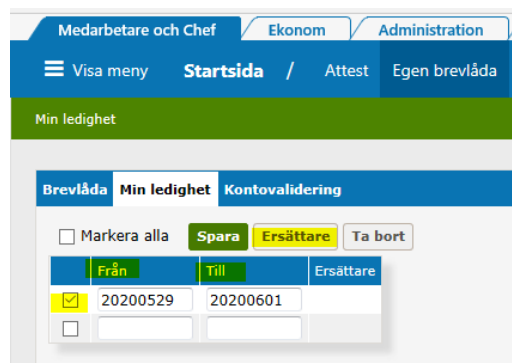 Medarbetare och Chef Ekonom Administration
Visa meny Startsida / Attest Egen brevlåda
Min ledighet
Brevlåda Min ledighet Kontovalidering
Markera alla Spara Ersättare Ta bort
Från Till Ersättare
20200529 20200601